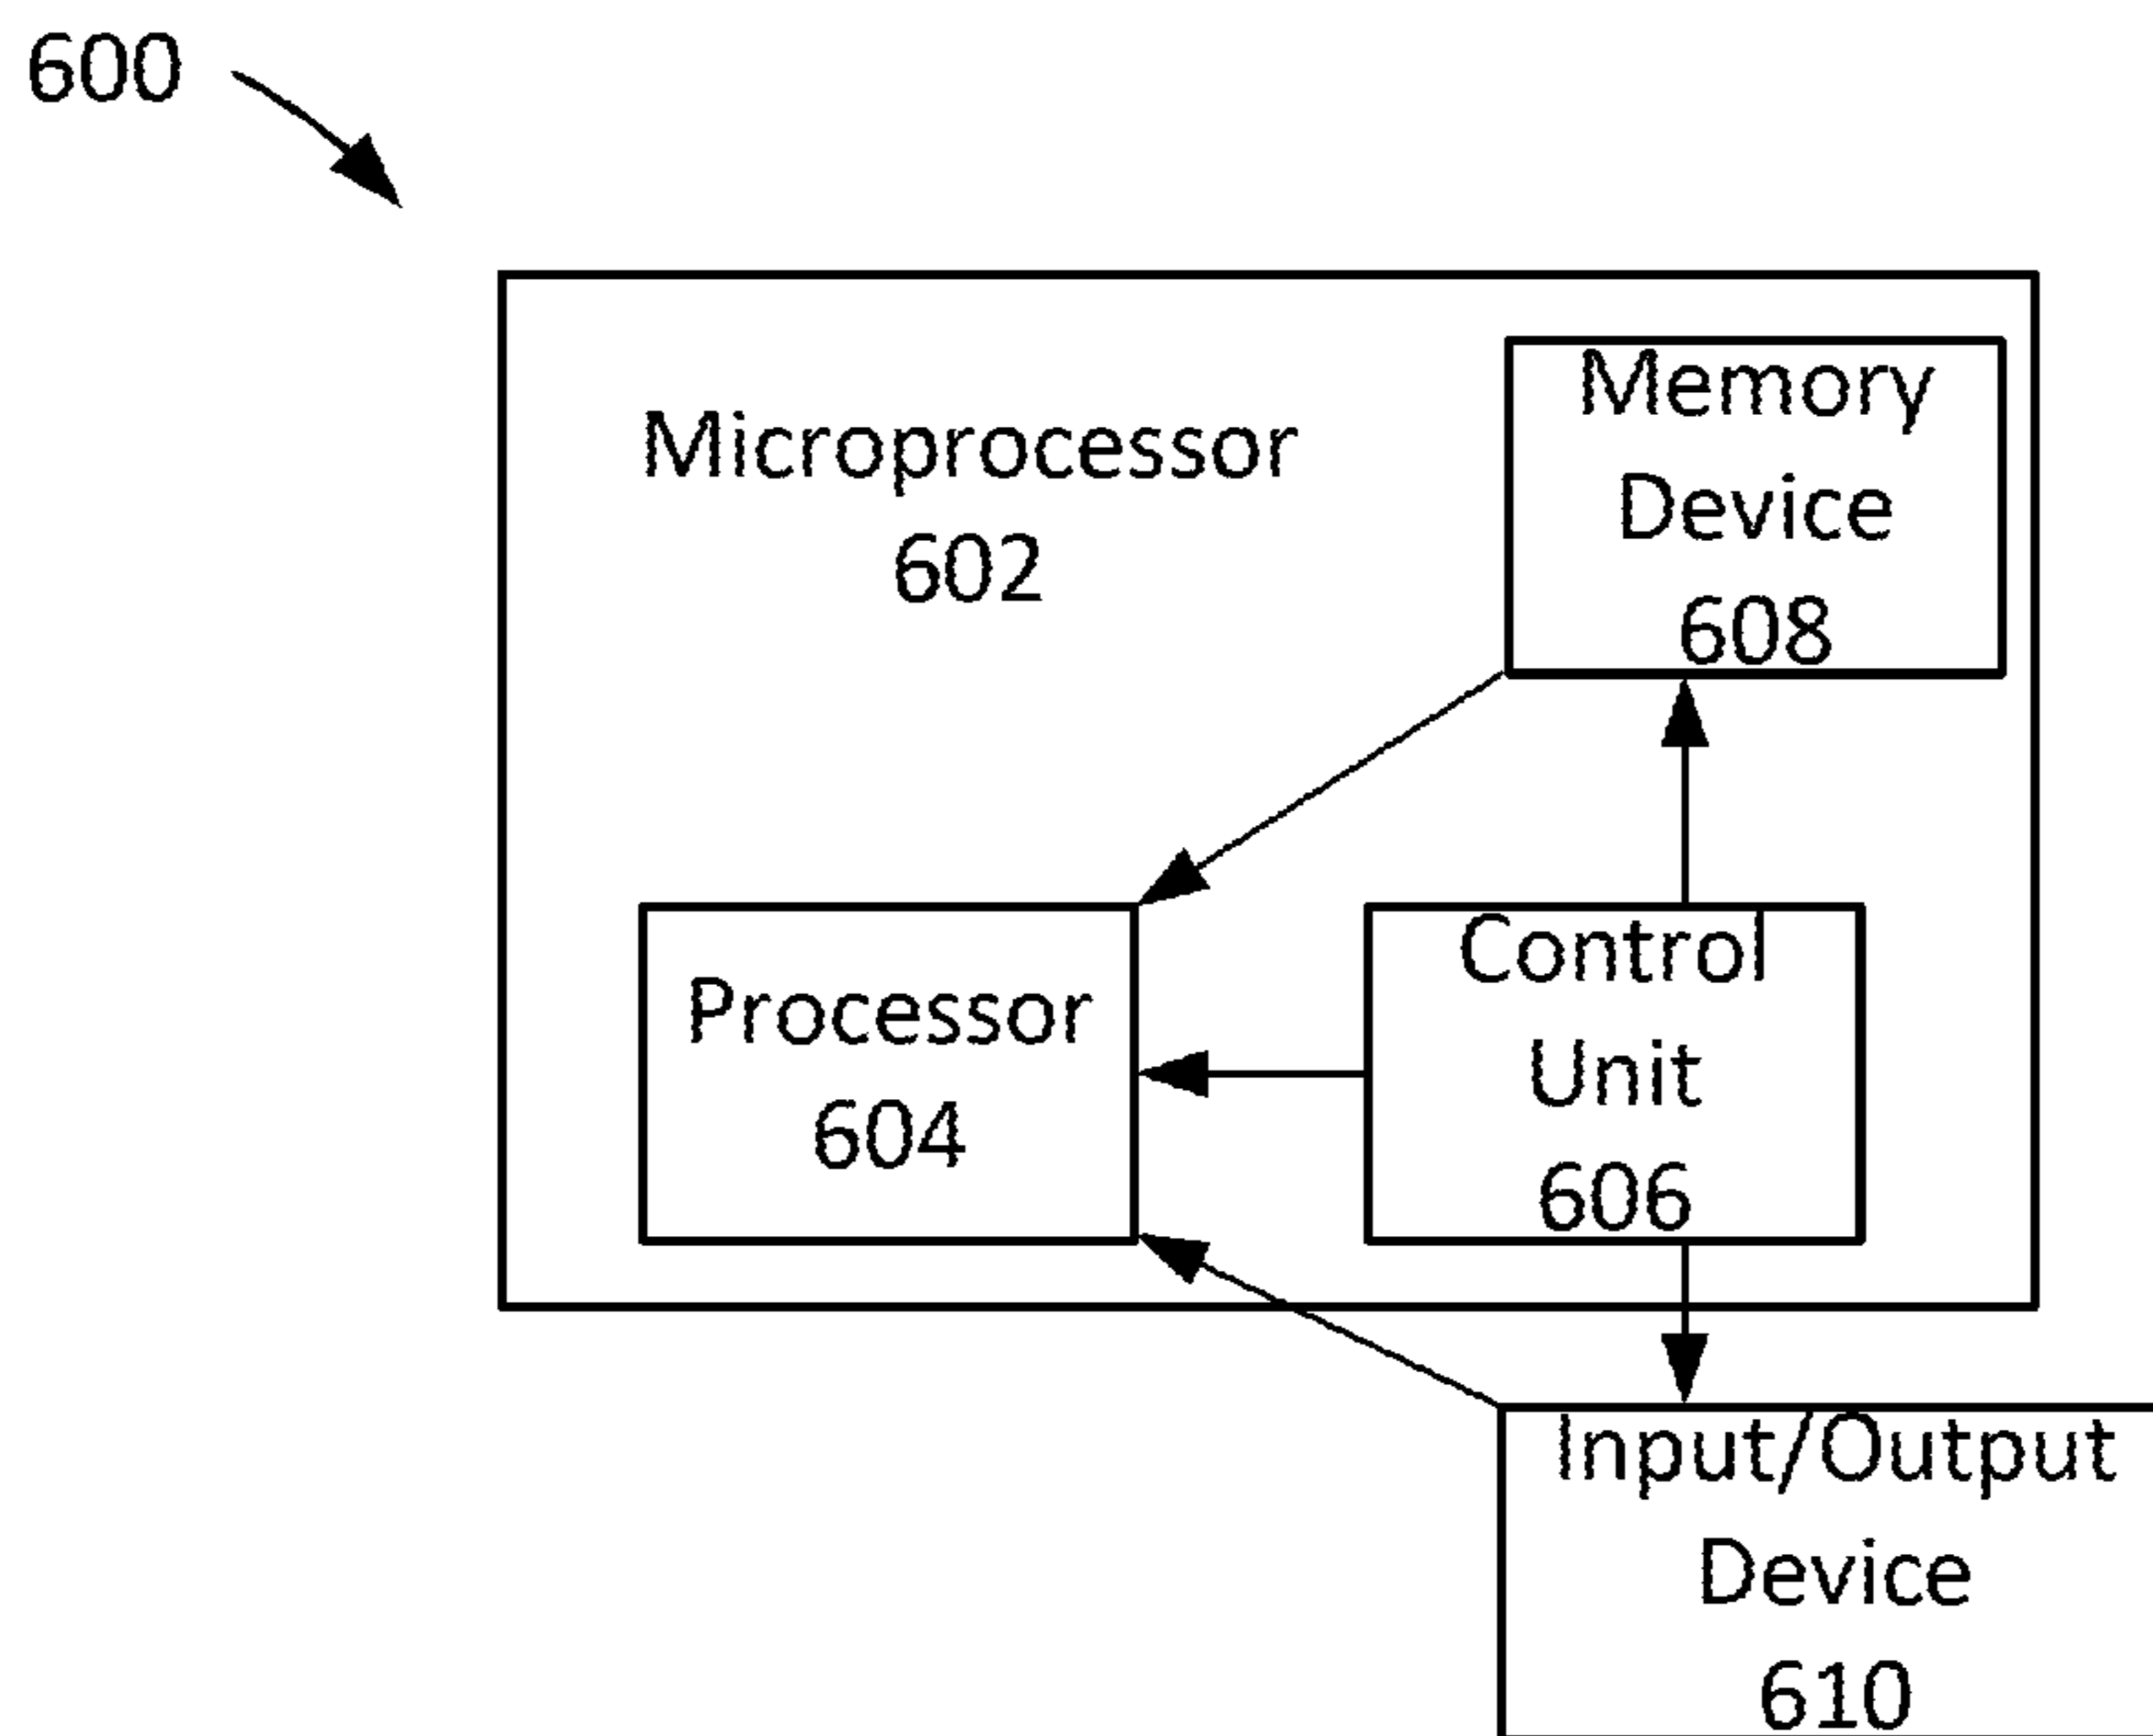 600
Microprocessor
602
Memory
Device
608
Processor
604
Control
Unit
606
Input/Output
Device
610